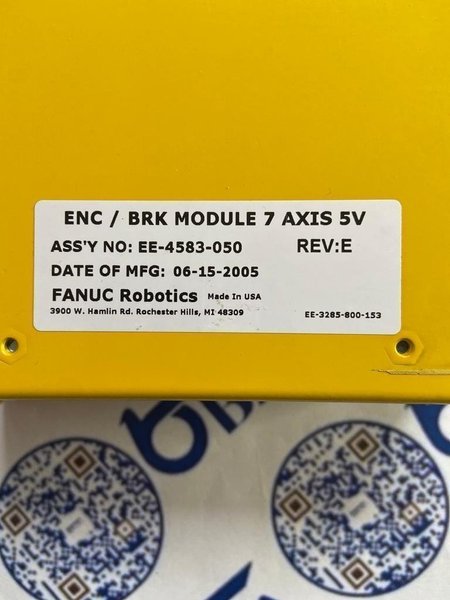 ENC / BRK MODULE 7 AXIS 5V
ASS'Y NO: EE-4583-050 REV:E
DATE OF MFG: 06-15-2005
FANUC Robotics Made In USA
3900 W. Hamlin Rd. Rochester Hills, MI 48309 EE-3285-800-153